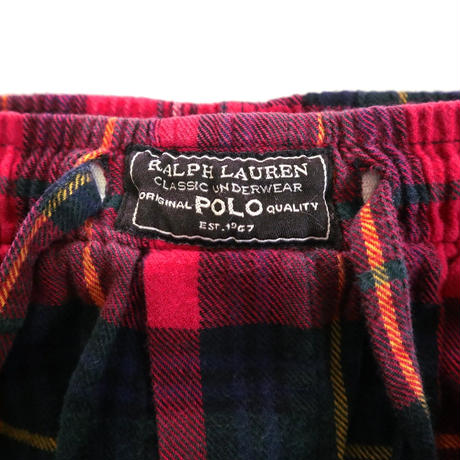 RALPH LAUREN
CLASSIC UNDERWEAR
ORIGINAL POLO QUALITY
EST. 1967